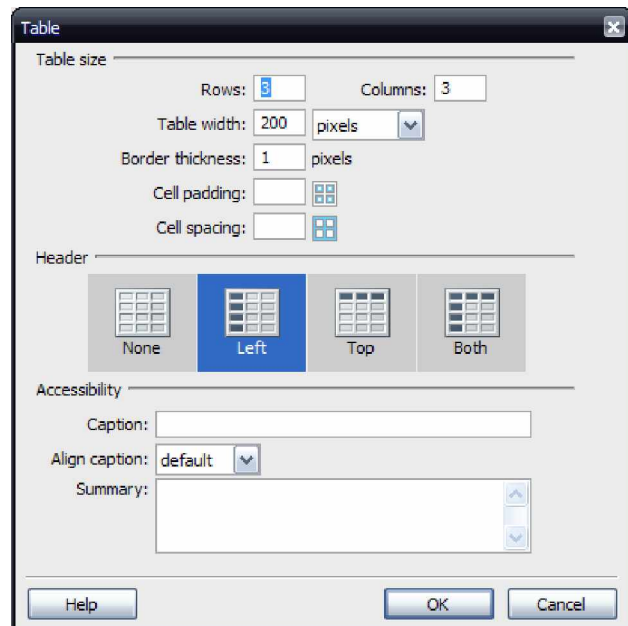 Table
Table size
Rows: 3 Columns: 3
Table width: 200 pixels
Border thickness: 1 pixels
Cell padding:
Cell spacing:
Header
None Left Top Both
Accessibility
Caption:
Align caption: default
Summary:
Help OK Cancel